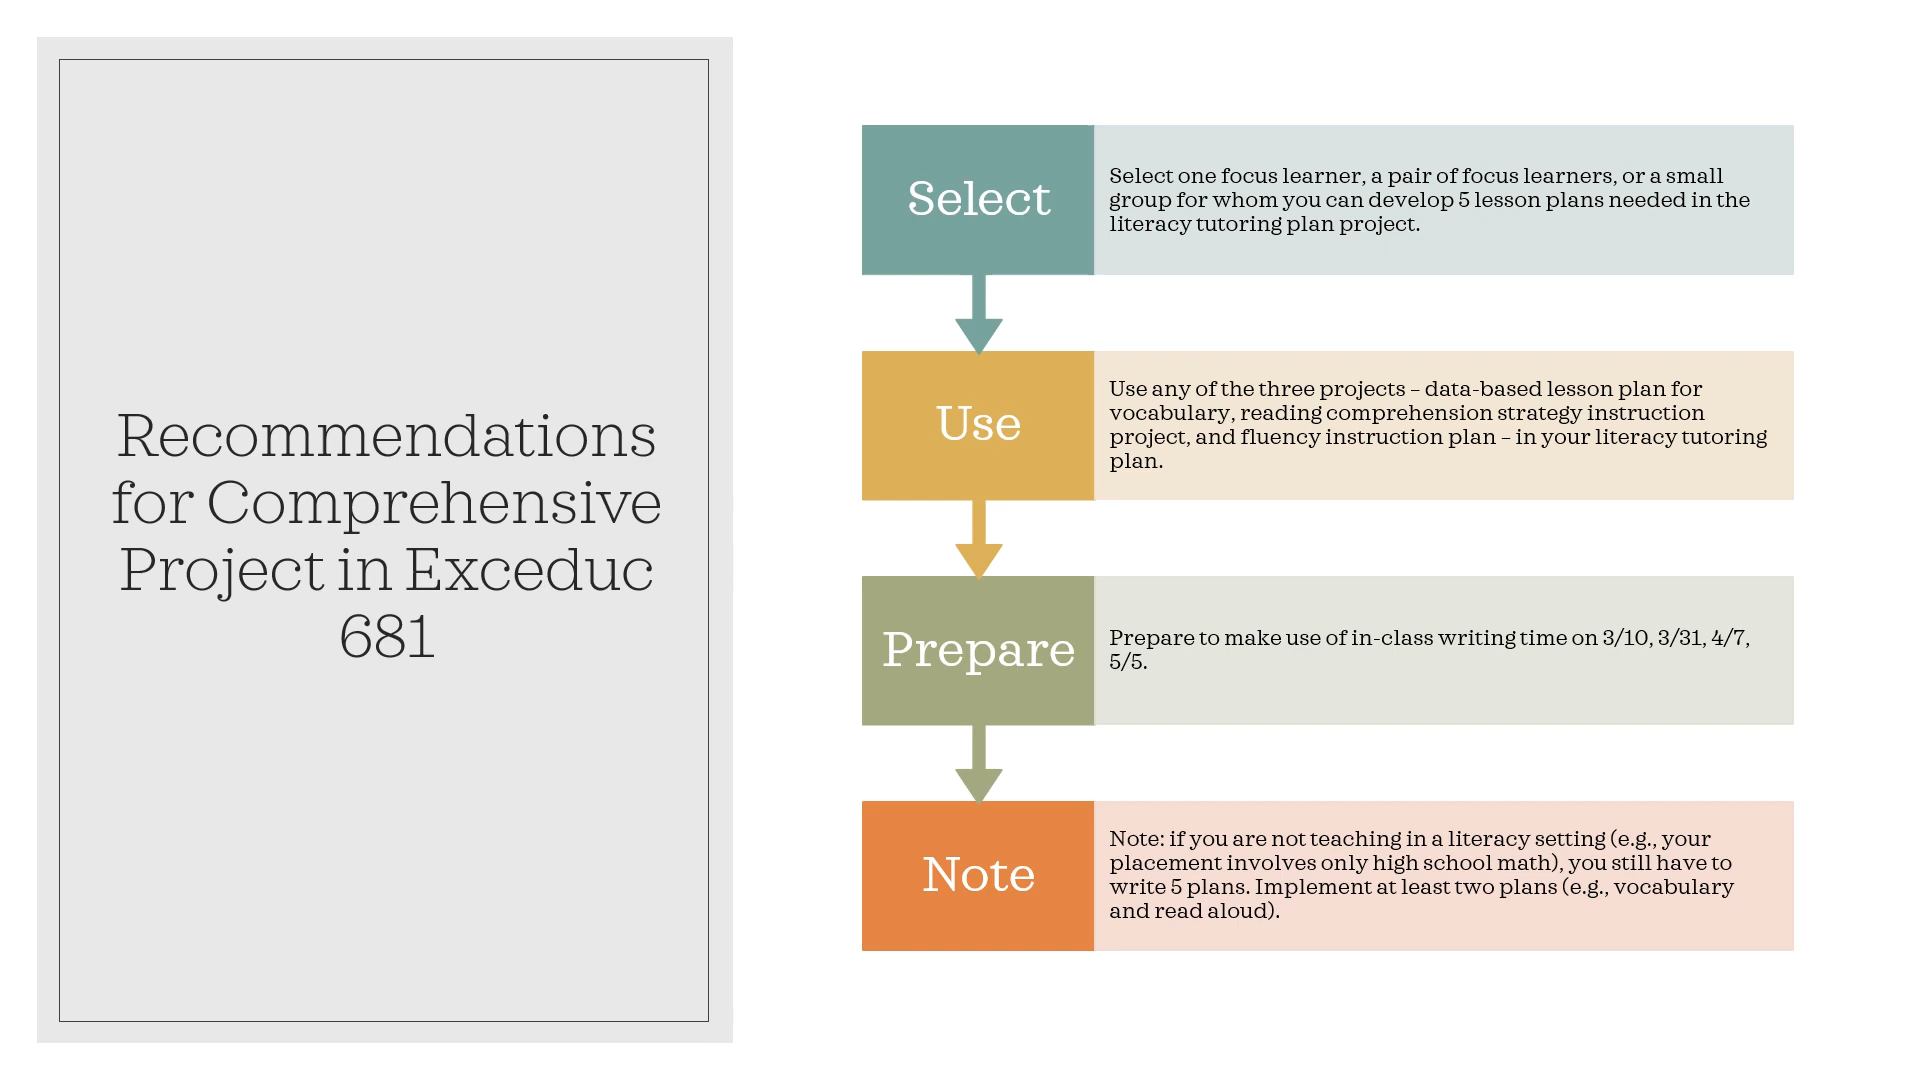 Recommendations
for Comprehensive
Project in Exceduc
681
Select
Select one focus learner, a pair of focus learners, or a small
group for whom you can develop 5 lesson plans needed in the
literacy tutoring plan project.
Use
Use any of the three projects – data-based lesson plan for
vocabulary, reading comprehension strategy instruction
project, and fluency instruction plan – in your literacy tutoring
plan.
Prepare
Prepare to make use of in-class writing time on 3/10, 3/31, 4/7,
5/5.
Note
Note: if you are not teaching in a literacy setting (e.g., your
placement involves only high school math), you still have to
write 5 plans. Implement at least two plans (e.g., vocabulary
and read aloud).